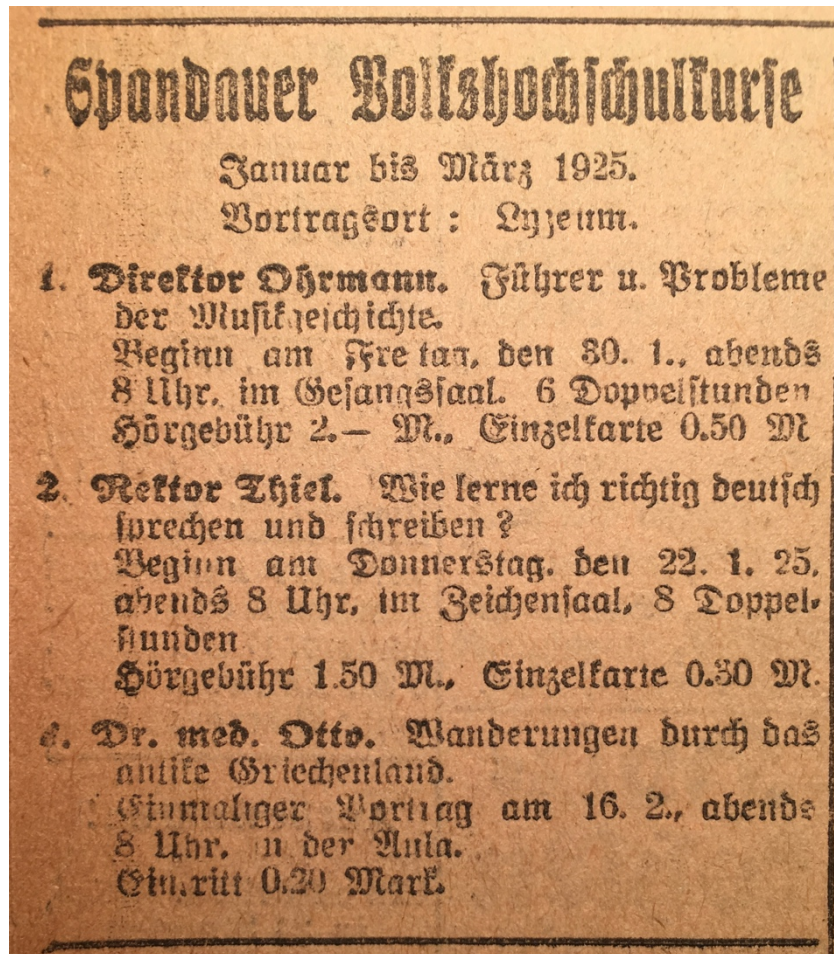 Spandauer Volkshochschulkurse
Januar bis März 1925.
Vortragsort: Lyzeum.
1. Direktor Ohrmann. Führer u. Probleme
der Musikgeschichte.
Beginn am Freitag, den 30. 1., abends
8 Uhr, im Gesangssaal. 6 Doppelstunden
Hörgebühr 2.— M., Einzelkarte 0.50 M
2. Rektor Thiel. Wie lerne ich richtig deutsch
sprechen und schreiben?
Beginn am Donnerstag, den 22. 1. 25,
abends 8 Uhr, im Zeichensaal, 8 Doppel-
stunden
Hörgebühr 1.50 M., Einzelkarte 0.30 M.
Dr. med. Otto. Wanderungen durch das
antike Griechenland.
Einmaliger Vortrag am 16. 2., abends
8 Uhr, in der Aula.
Eintritt 0.20 Mark.